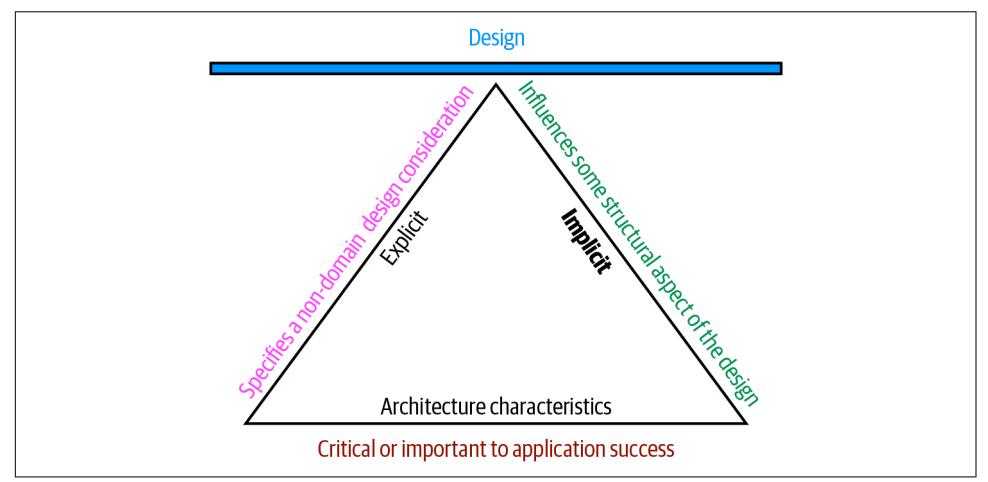 Design
Specifies a non-domain design consideration
Influences some structural aspect of the design
Explicit
Implicit
Architecture characteristics
Critical or important to application success